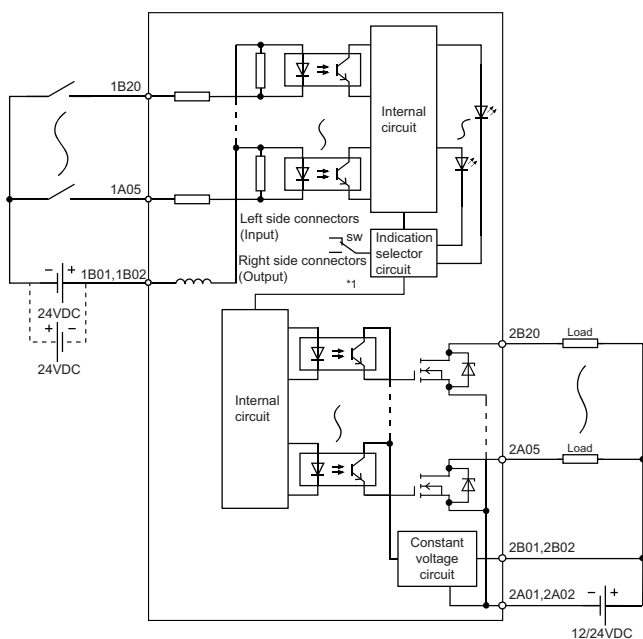 1B20
Internal
circuit
1A05
Left side connectors
(Input)
SW
Indication
selector
circuit
Right side connectors
(Output)
1B01,1B02
− +
24VDC
*1
+ −
24VDC
2B20
Load
Internal
circuit
2A05
Load
Constant
voltage
circuit
2B01,2B02
2A01,2A02
− +
12/24VDC